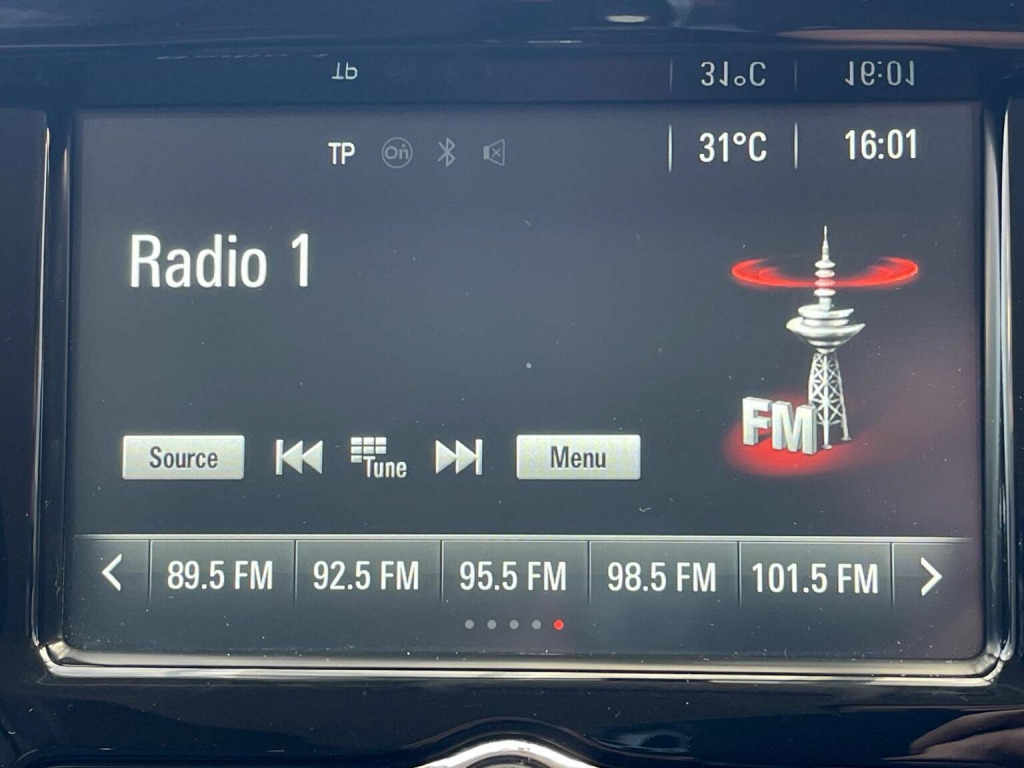 TP On 31°C 16:01
Radio 1
FM
Source Tune Menu
89.5 FM 92.5 FM 95.5 FM 98.5 FM 101.5 FM